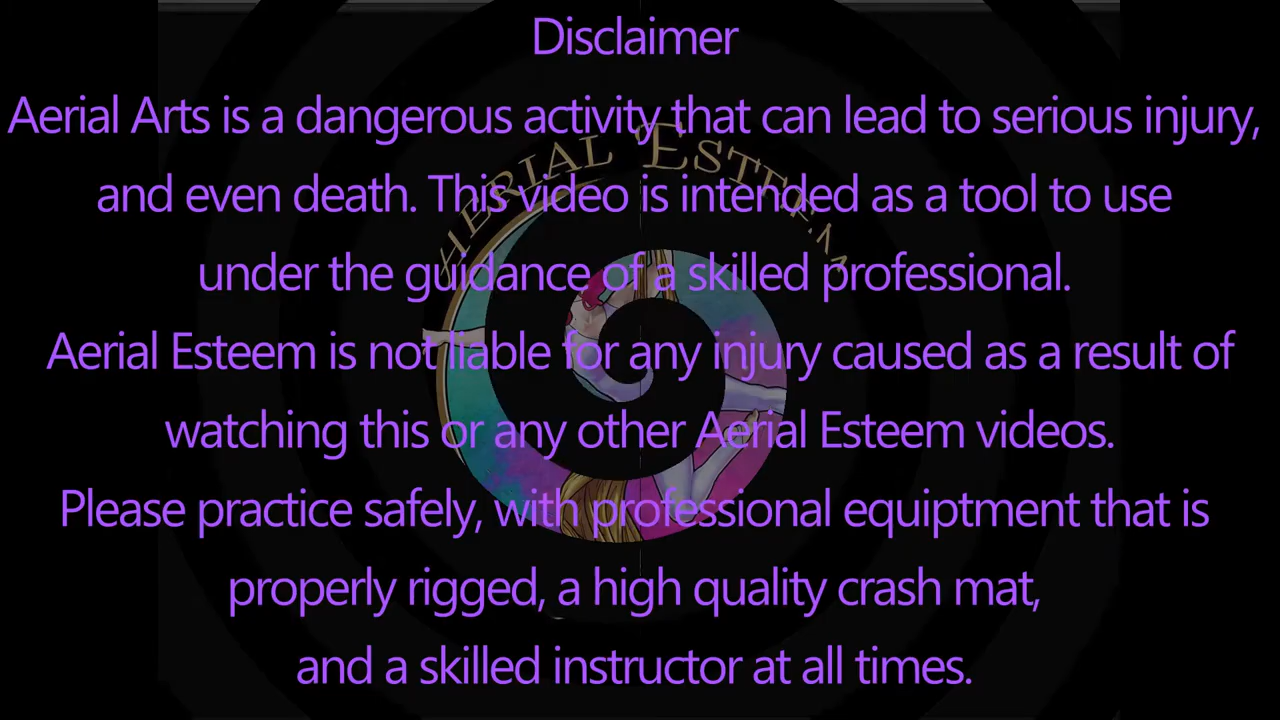 Disclaimer
Aerial Arts is a dangerous activity that can lead to serious injury,
and even death. This video is intended as a tool to use
under the guidance of a skilled professional.
Aerial Esteem is not liable for any injury caused as a result of
watching this or any other Aerial Esteem videos.
Please practice safely, with professional equiptment that is
properly rigged, a high quality crash mat,
and a skilled instructor at all times.
AERIAL ESTEEM